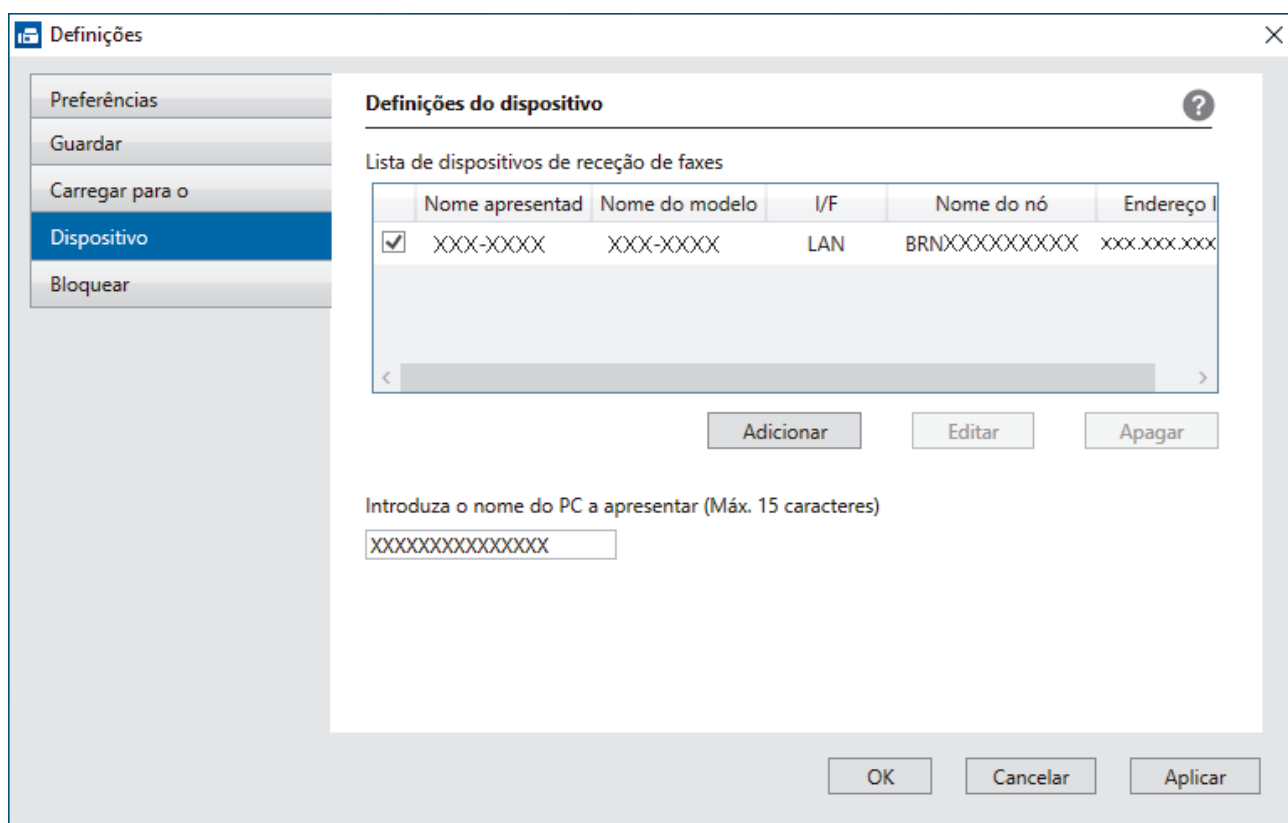 Definições
Preferências
Guardar
Carregar para o
Dispositivo
Bloquear
Definições do dispositivo
?
Lista de dispositivos de receção de faxes
Nome apresentad Nome do modelo I/F Nome do nó Endereço I
XXX-XXXX XXX-XXXX LAN BRNXXXXXXXXX XXX.XXX.XXX
Adicionar Editar Apagar
Introduza o nome do PC a apresentar (Máx. 15 caracteres)
XXXXXXXXXXXXXXX
OK Cancelar Aplicar